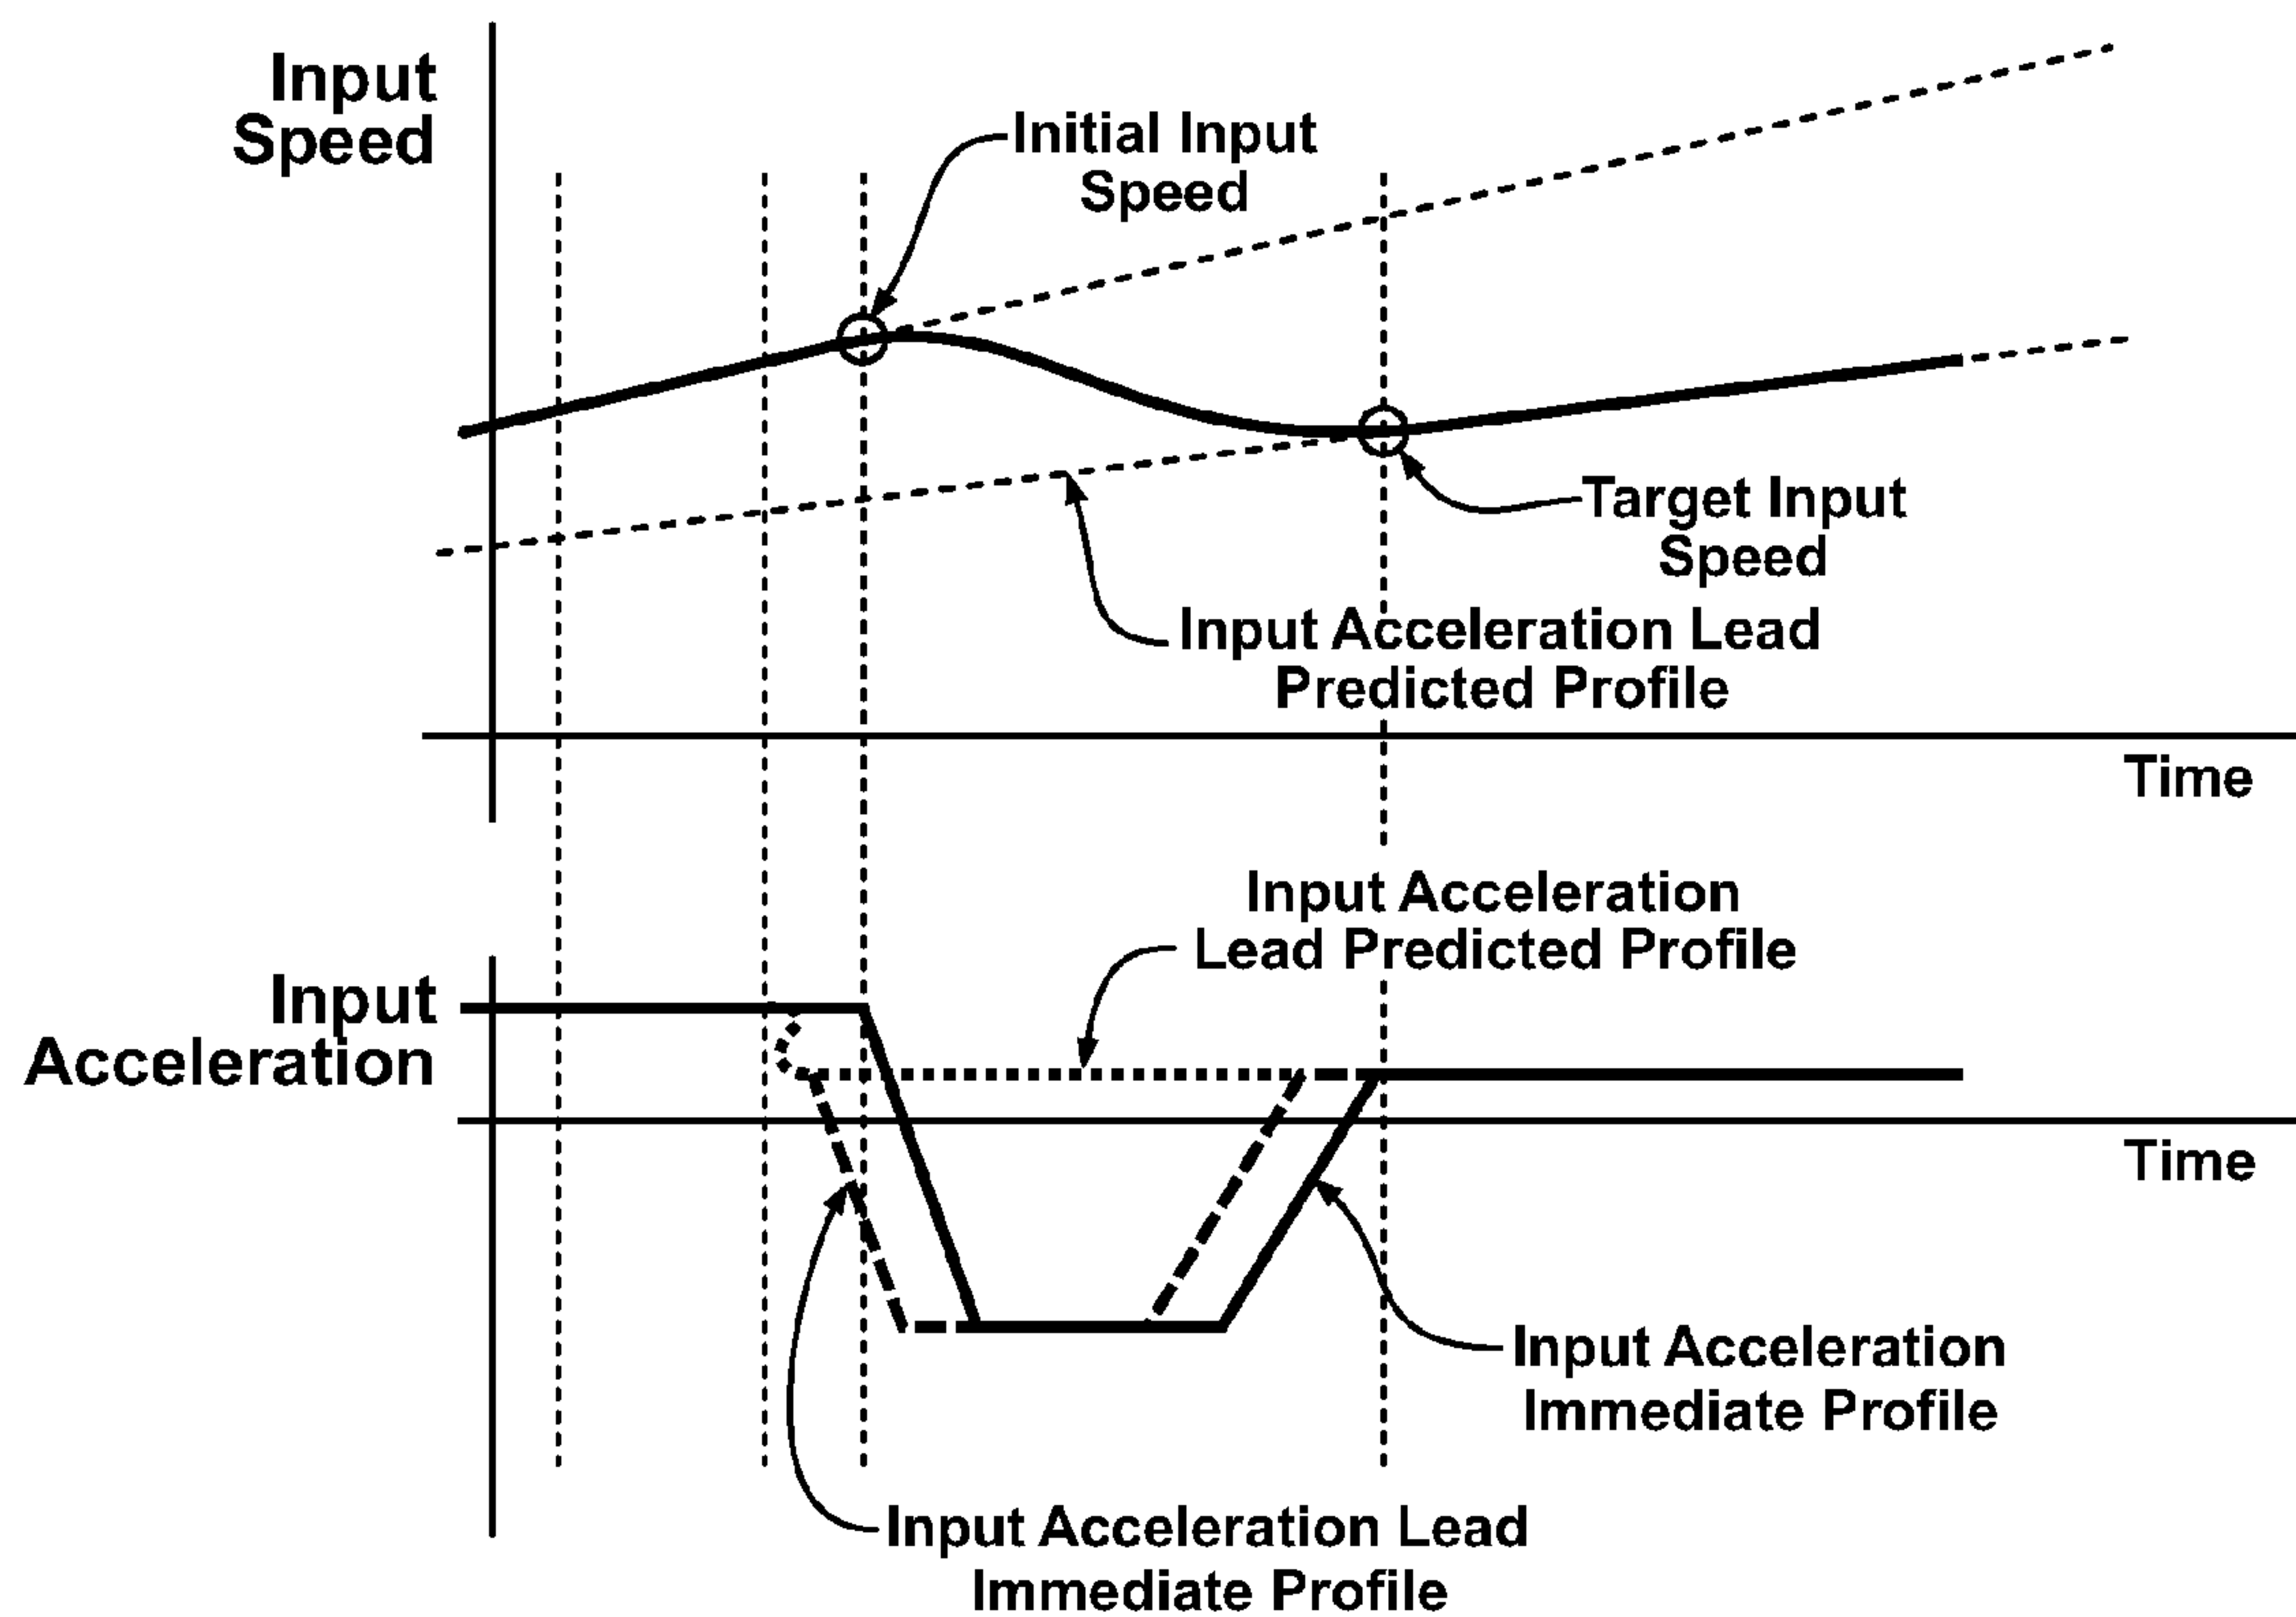 Input
Speed
Initial Input
Speed
Target Input
Speed
Input Acceleration Lead
Predicted Profile
Time
Input Acceleration
Lead Predicted Profile
Input
Acceleration
Time
Input Acceleration
Immediate Profile
Input Acceleration Lead
Immediate Profile